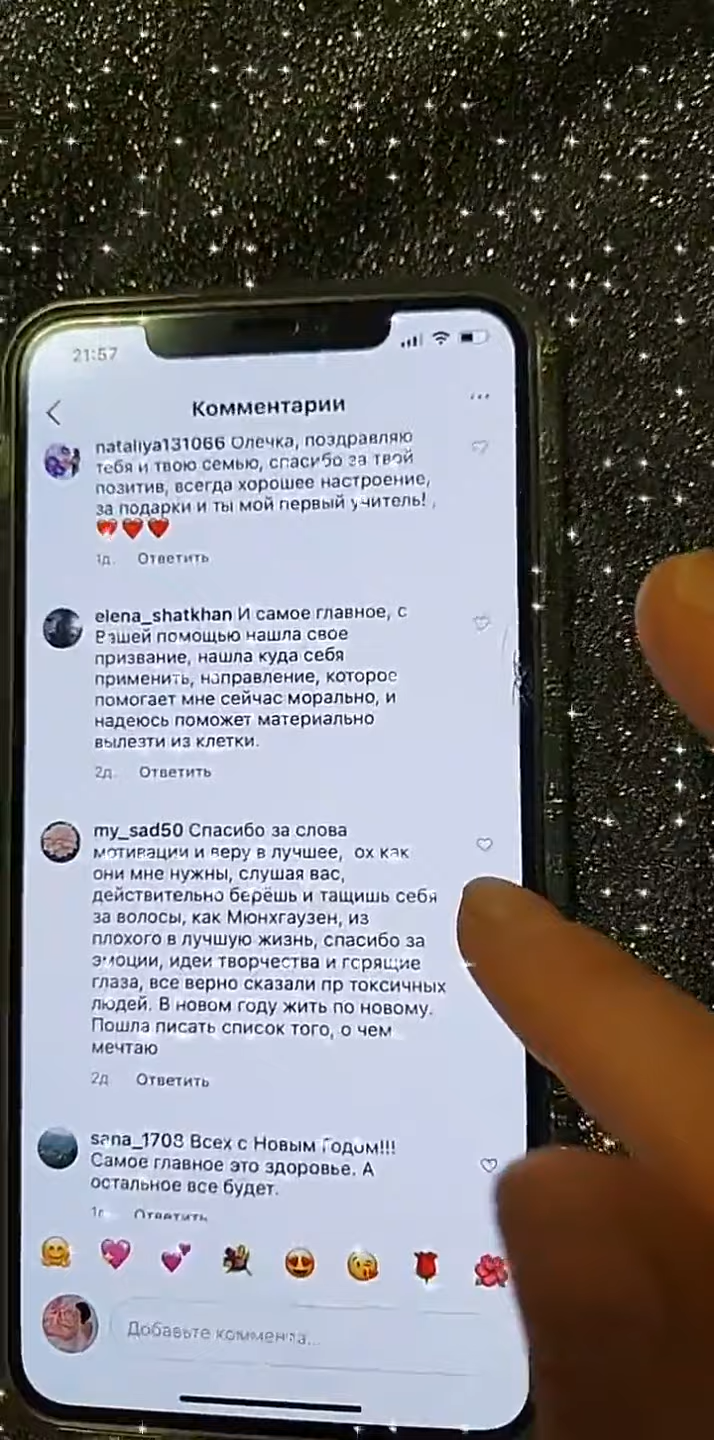 21:57
Комментарии
nataliya131066 Олечка, поздравляю
тебя и твою семью, спасибо за твой
позитив, всегда хорошее настроение,
за подарки и ты мой первый учитель! ,
❤️❤️❤️
1д. Ответить
elena_shatkhan И самое главное, с
Вашей помощью нашла свое
призвание, нашла куда себя
применить, направление, которое
помогает мне сейчас морально, и
надеюсь поможет материально
вылезти из клетки.
2д. Ответить
my_sad50 Спасибо за слова
мотивации и веру в лучшее, ох как
они мне нужны, слушая вас,
действительно берёшь и тащишь себя
за волосы, как Мюнхгаузен, из
плохого в лучшую жизнь, спасибо за
эмоции, идеи творчества и горящие
глаза, все верно сказали пр токсичных
людей. В новом году жить по новому.
Пошла писать список того, о чем
мечтаю
2д Ответить
sana_1703 Всех с Новым Годом!!!
Самое главное это здоровье. А
остальное все будет.
Ответить
🤗 💖 💕 💐 😍 😘 🌹 🌺
Добавьте коммента...